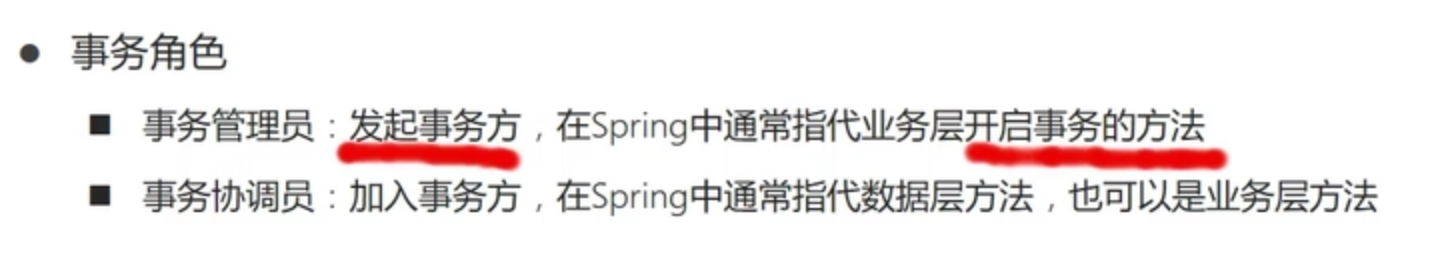 事务角色
事务管理员：发起事务方，在Spring中通常指代业务层开启事务的方法
事务协调员：加入事务方，在Spring中通常指代数据层方法，也可以是业务层方法